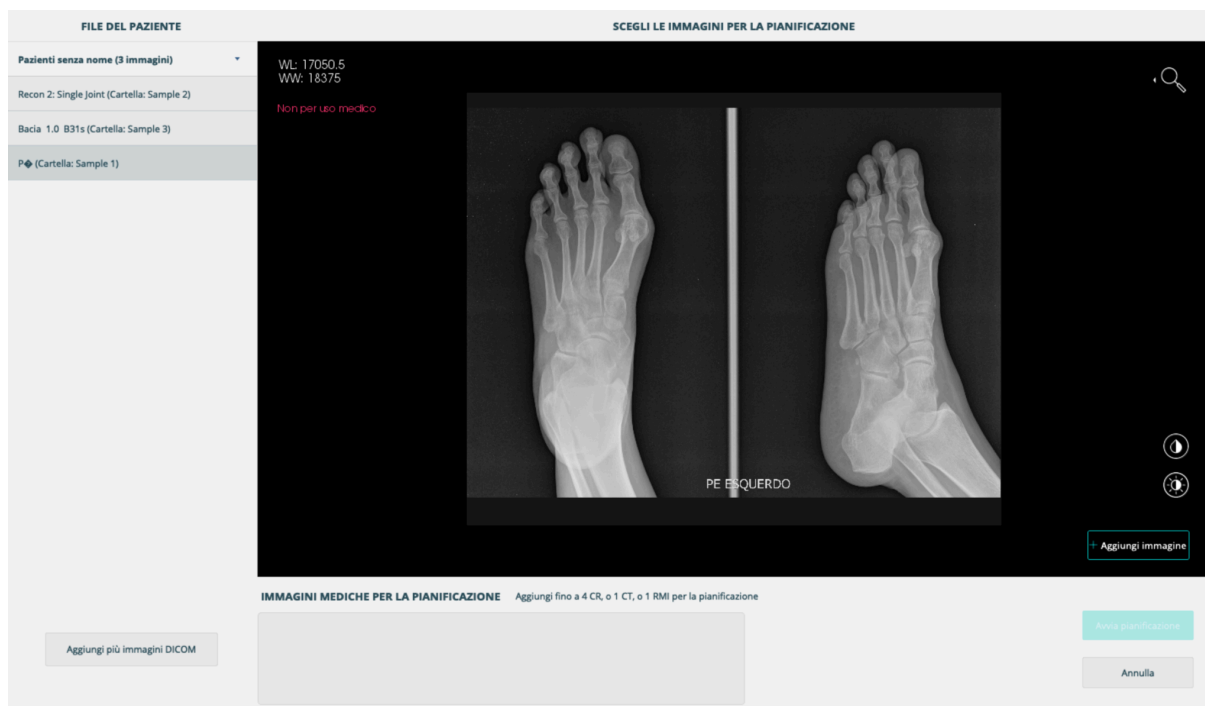 FILE DEL PAZIENTE
SCEGLI LE IMMAGINI PER LA PIANIFICAZIONE
Pazienti senza nome (3 immagini)
Recon 2: Single Joint (Cartella: Sample 2)
Bacia 1.0 B31s (Cartella: Sample 3)
P� (Cartella: Sample 1)
WL: 17050.5
WW: 18375
Non per uso medico
PE ESQUERDO
+ Aggiungi immagine
IMMAGINI MEDICHE PER LA PIANIFICAZIONE Aggiungi fino a 4 CR, o 1 CT, o 1 RMI per la pianificazione
Aggiungi più immagini DICOM
Avvia pianificazione
Annulla